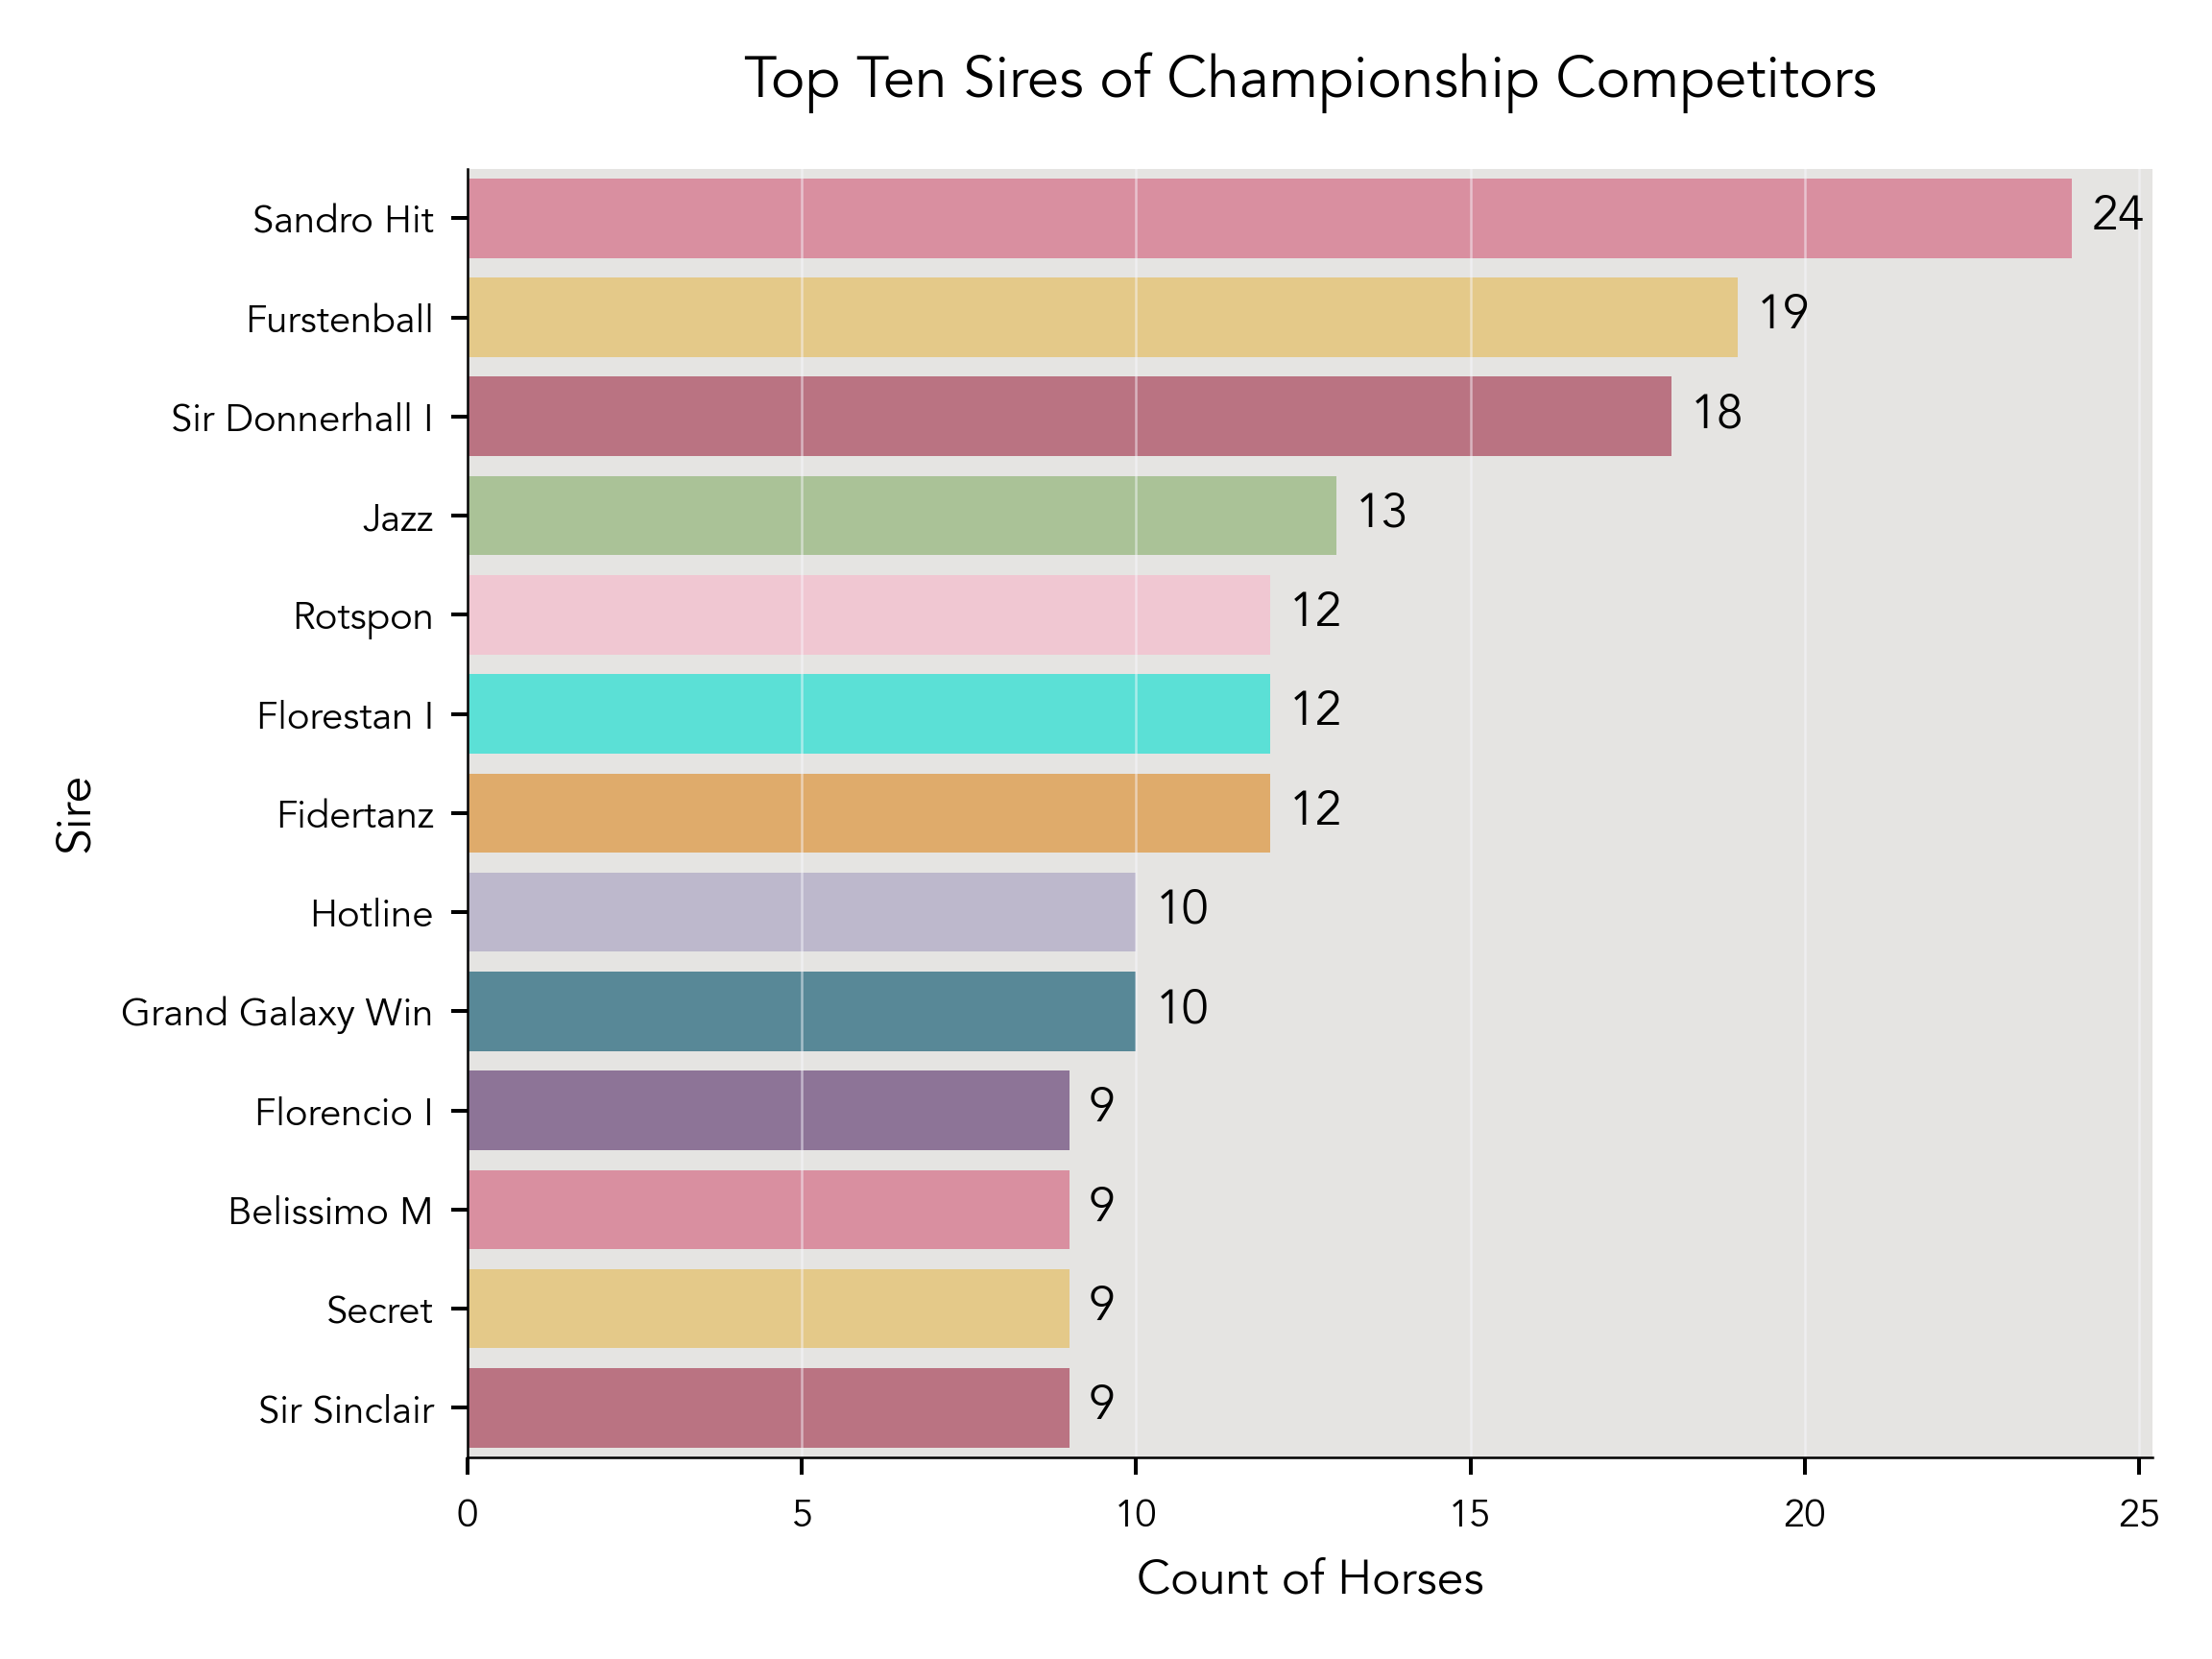 Top Ten Sires of Championship Competitors
Sandro Hit 24
Furstenball 19
Sir Donnerhall I 18
Jazz 13
Rotspon 12
Florestan I 12
Fidertanz 12
Hotline 10
Grand Galaxy Win 10
Florencio I 9
Belissimo M 9
Secret 9
Sir Sinclair 9
Sire
0 5 10 15 20 25
Count of Horses